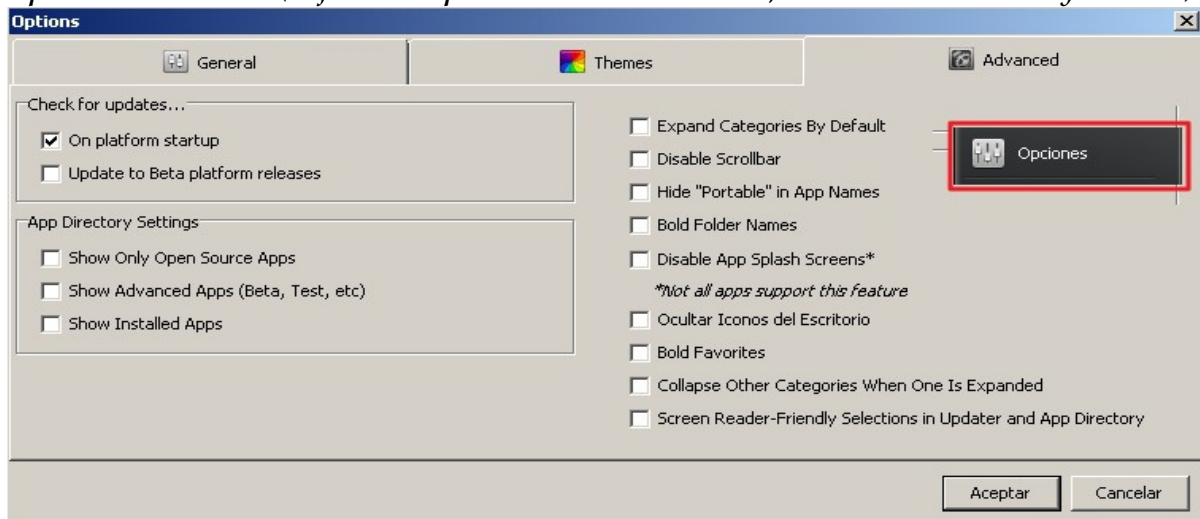 Options
General
Themes
Advanced
Check for updates...
On platform startup
Update to Beta platform releases
App Directory Settings
Show Only Open Source Apps
Show Advanced Apps (Beta, Test, etc)
Show Installed Apps
Expand Categories By Default
Disable Scrollbar
Hide "Portable" in App Names
Bold Folder Names
Disable App Splash Screens*
*Not all apps support this feature
Ocultar Iconos del Escritorio
Bold Favorites
Collapse Other Categories When One Is Expanded
Screen Reader-Friendly Selections in Updater and App Directory
Opciones
Aceptar
Cancelar